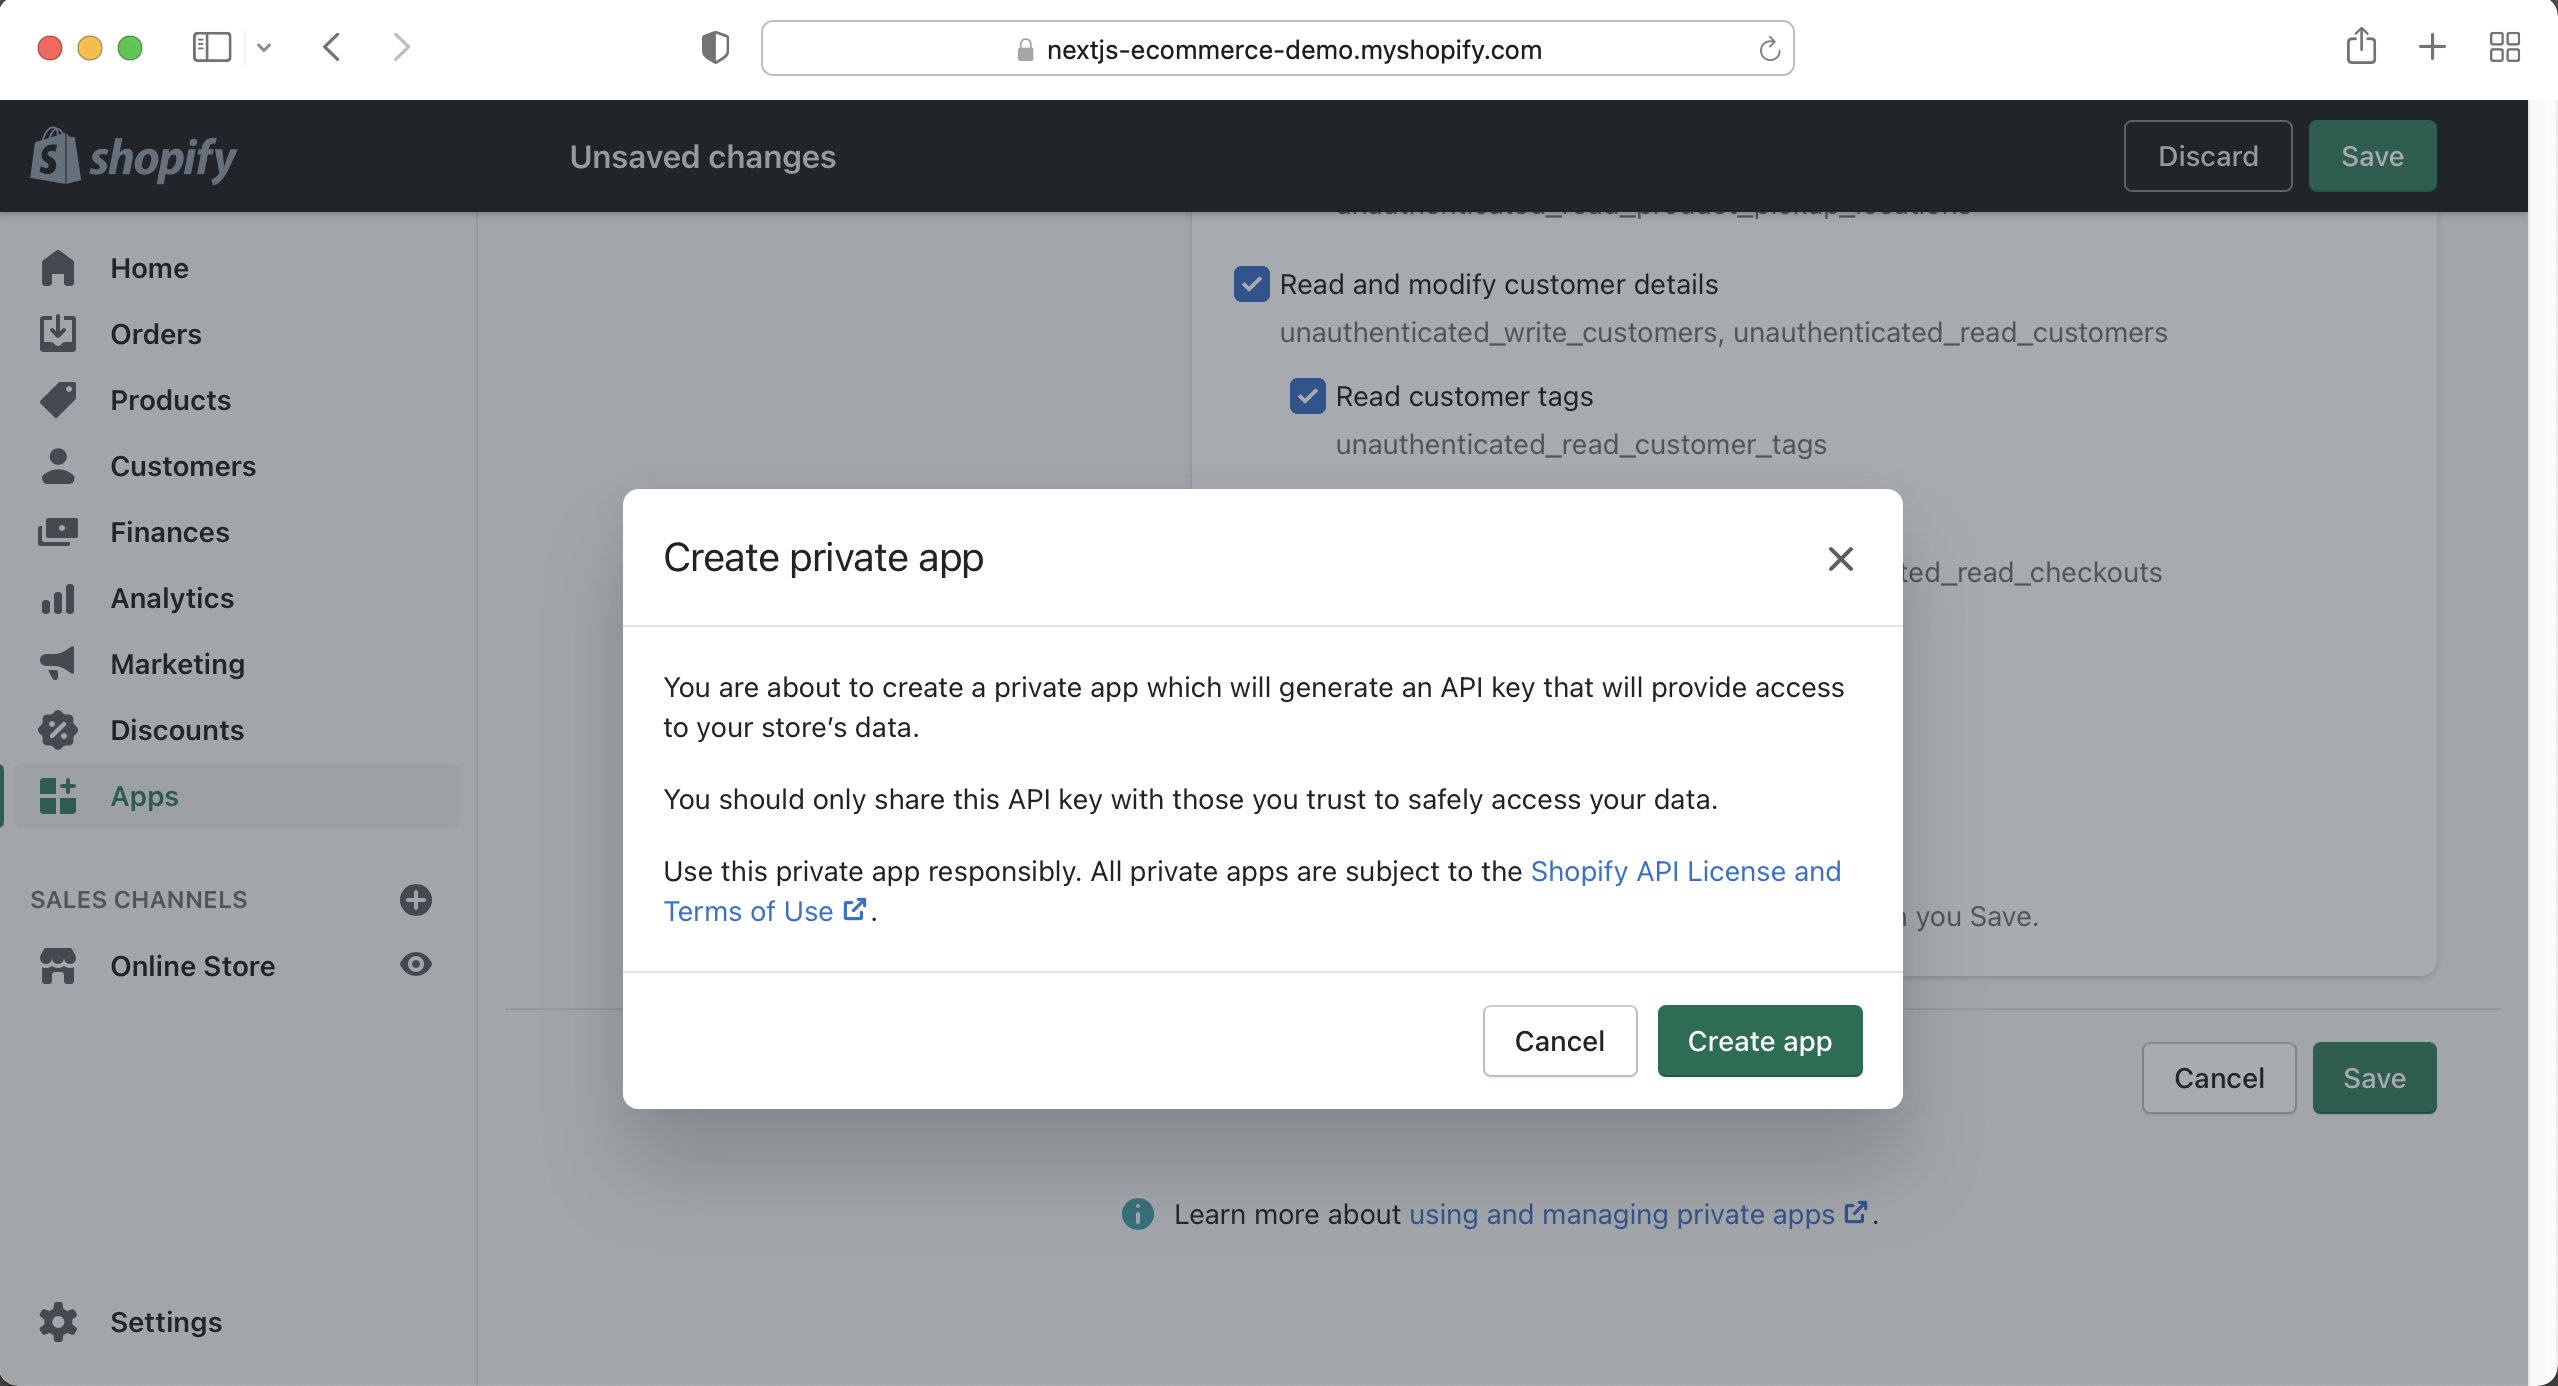 nextjs-ecommerce-demo.myshopify.com
shopify
Unsaved changes
Discard
Save
Home
Orders
Products
Customers
Finances
Analytics
Marketing
Discounts
Apps
SALES CHANNELS
Online Store
Settings
unauthenticated_read_product_pickup_locations
Read and modify customer details
unauthenticated_write_customers, unauthenticated_read_customers
Read customer tags
unauthenticated_read_customer_tags
ted_read_checkouts
you Save.
Create private app
You are about to create a private app which will generate an API key that will provide access
to your store’s data.
You should only share this API key with those you trust to safely access your data.
Use this private app responsibly. All private apps are subject to the Shopify API License and
Terms of Use .
Cancel
Create app
Cancel
Save
Learn more about using and managing private apps .